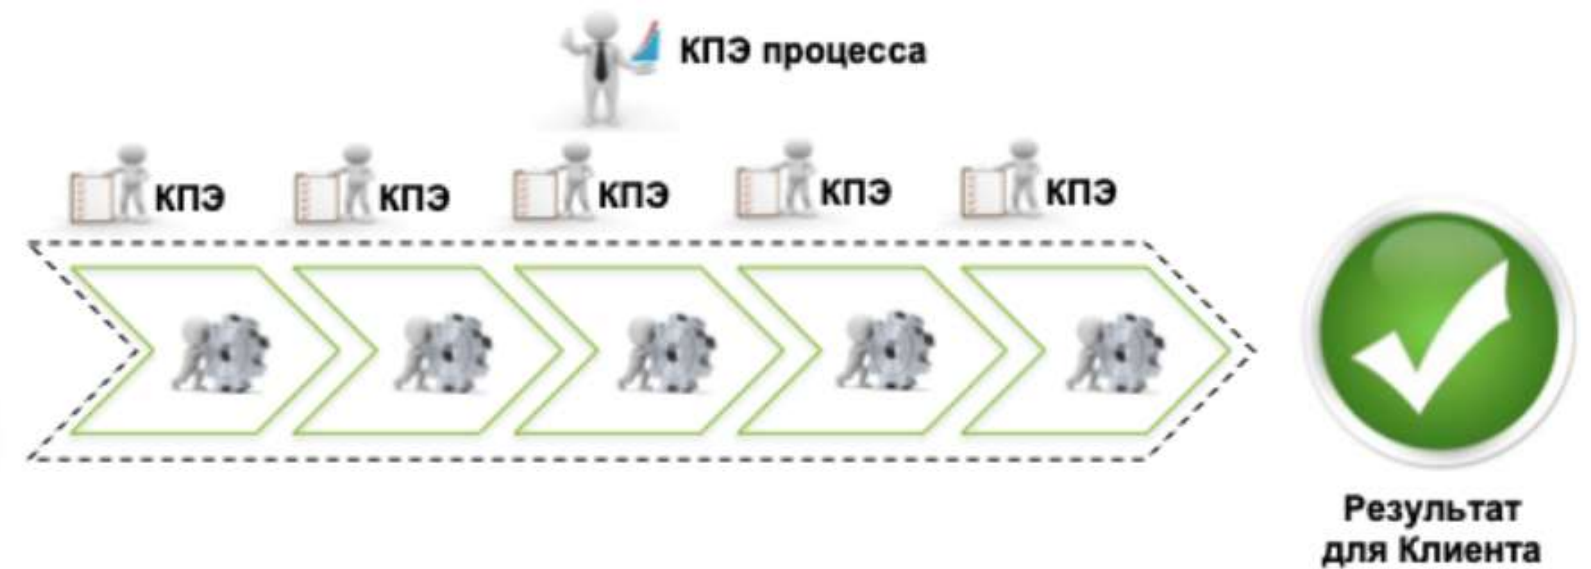 КПЭ процесса
КПЭ
КПЭ
КПЭ
КПЭ
КПЭ
Результат
для Клиента